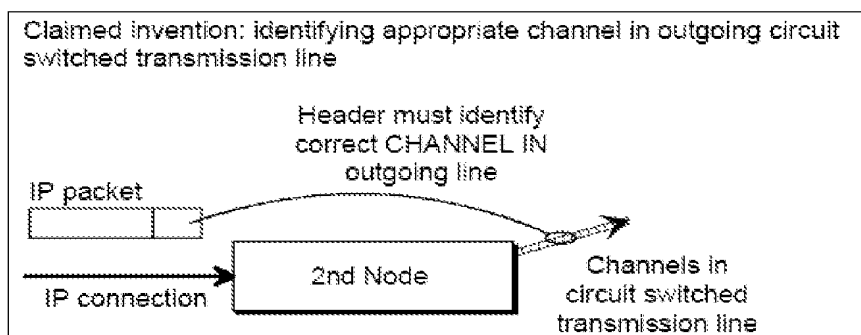 Claimed invention: identifying appropriate channel in outgoing circuit
switched transmission line
Header must identify
correct CHANNEL IN
outgoing line
IP packet
2nd Node
IP connection
Channels in
circuit switched
transmission line